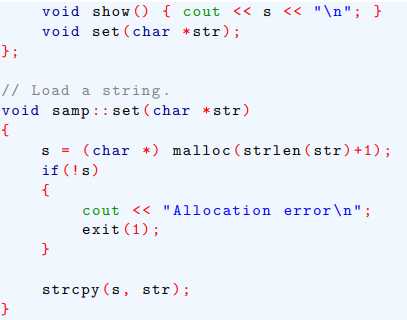 void show() { cout << s << "\n"; }
void set(char *str);
};
// Load a string.
void samp::set(char *str)
{
s = (char *) malloc(strlen(str)+1);
if(!s)
{
cout << "Allocation error\n";
exit(1);
}
strcpy(s, str);
}